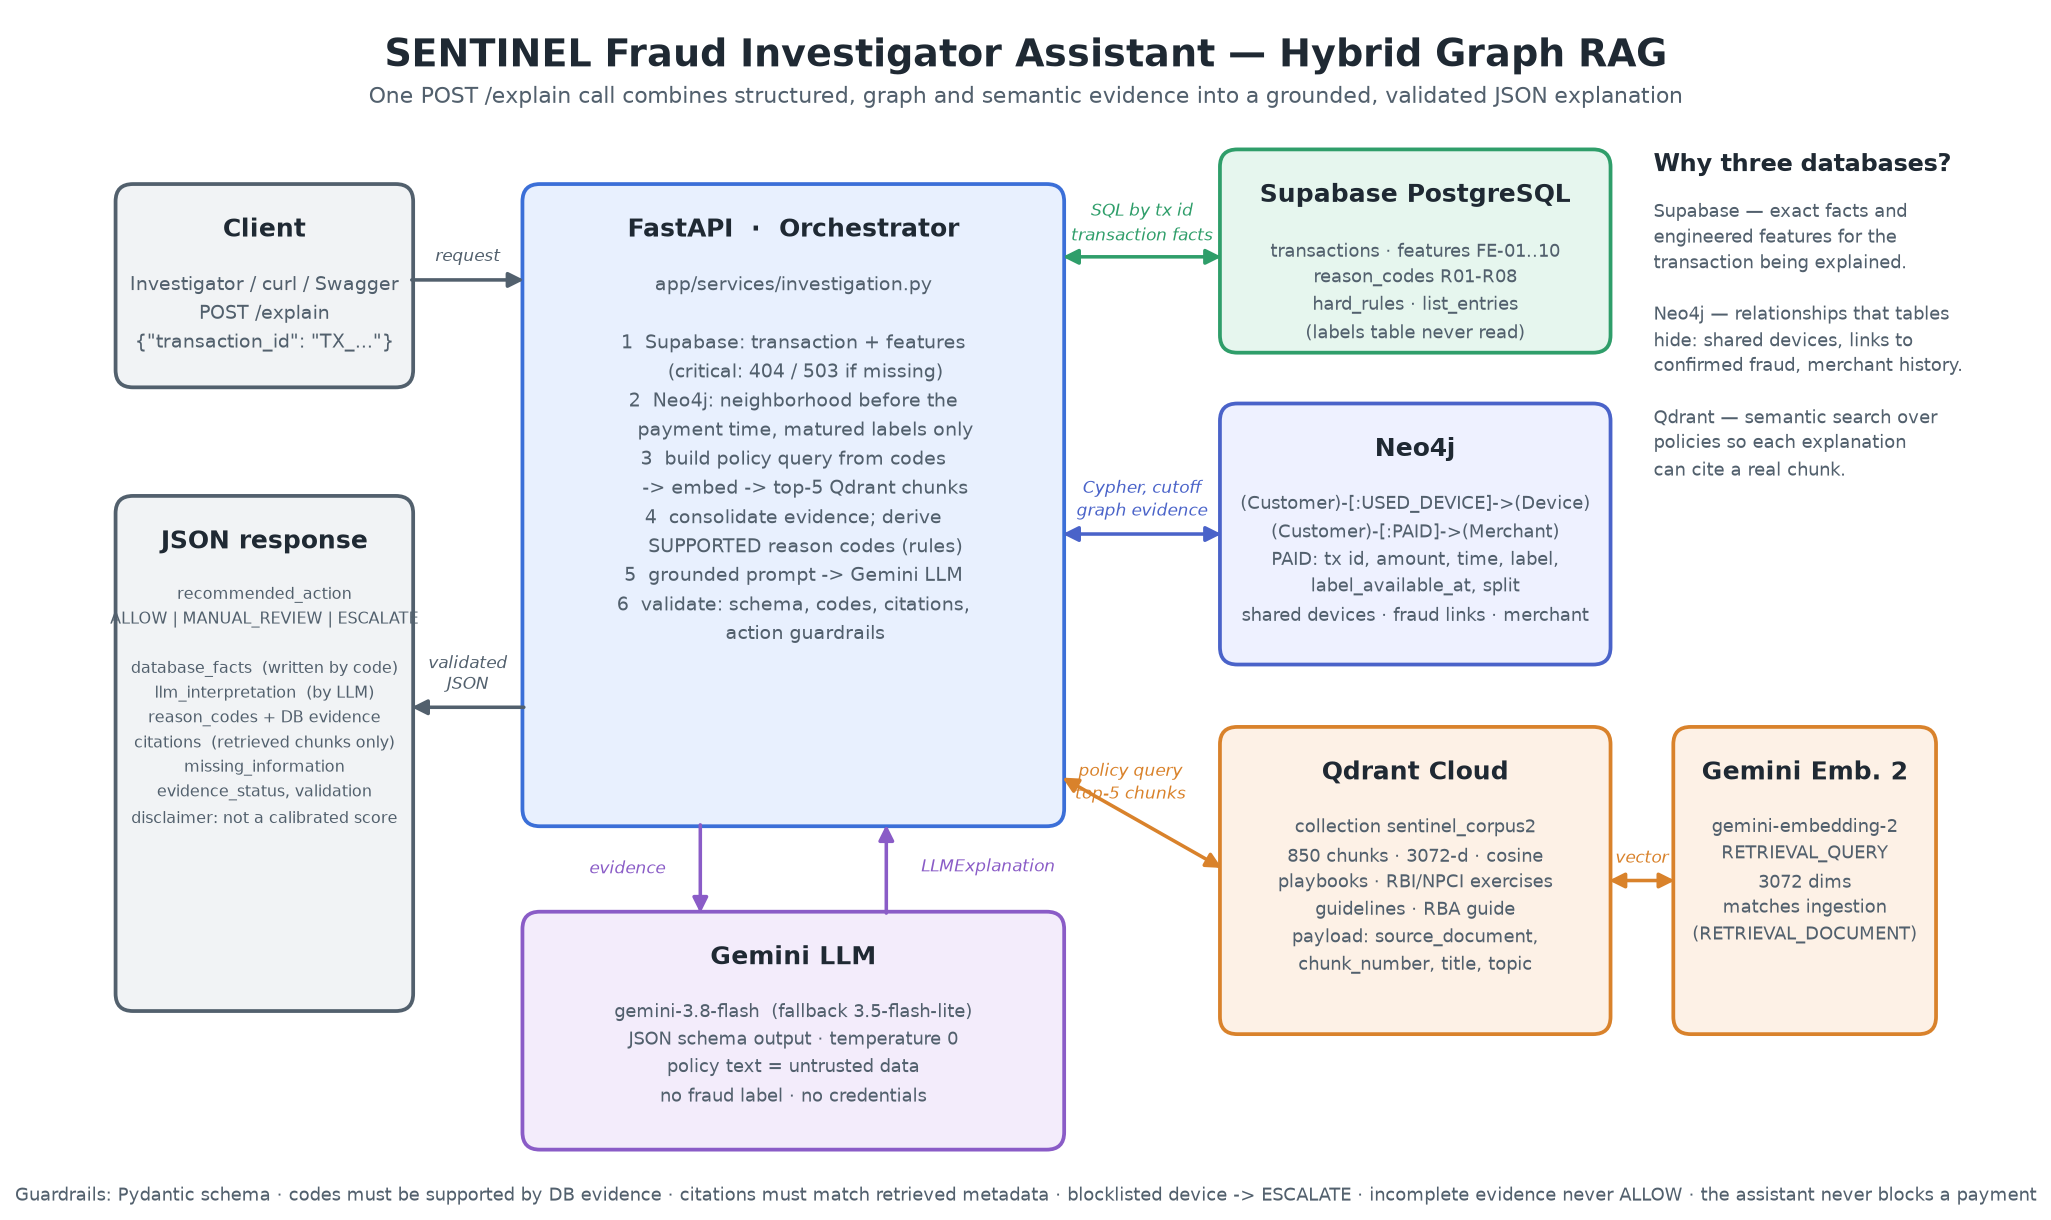 SENTINEL Fraud Investigator Assistant — Hybrid Graph RAG
One POST /explain call combines structured, graph and semantic evidence into a grounded, validated JSON explanation
Client
Investigator / curl / Swagger
POST /explain
{"transaction_id": "TX_..."}
request
FastAPI · Orchestrator
app/services/investigation.py
1 Supabase: transaction + features
(critical: 404 / 503 if missing)
2 Neo4j: neighborhood before the
payment time, matured labels only
3 build policy query from codes
-> embed -> top-5 Qdrant chunks
4 consolidate evidence; derive
SUPPORTED reason codes (rules)
5 grounded prompt -> Gemini LLM
6 validate: schema, codes, citations,
action guardrails
SQL by tx id
transaction facts
Supabase PostgreSQL
transactions · features FE-01..10
reason_codes R01-R08
hard_rules · list_entries
(labels table never read)
Why three databases?
Supabase — exact facts and
engineered features for the
transaction being explained.
Neo4j — relationships that tables
hide: shared devices, links to
confirmed fraud, merchant history.
Qdrant — semantic search over
policies so each explanation
can cite a real chunk.
Cypher, cutoff
graph evidence
Neo4j
(Customer)-[:USED_DEVICE]->(Device)
(Customer)-[:PAID]->(Merchant)
PAID: tx id, amount, time, label,
label_available_at, split
shared devices · fraud links · merchant
JSON response
recommended_action
ALLOW | MANUAL_REVIEW | ESCALATE
database_facts (written by code)
llm_interpretation (by LLM)
reason_codes + DB evidence
citations (retrieved chunks only)
missing_information
evidence_status, validation
disclaimer: not a calibrated score
validated
JSON
policy query
top-5 chunks
Qdrant Cloud
collection sentinel_corpus2
850 chunks · 3072-d · cosine
playbooks · RBI/NPCI exercises
guidelines · RBA guide
payload: source_document,
chunk_number, title, topic
vector
Gemini Emb. 2
gemini-embedding-2
RETRIEVAL_QUERY
3072 dims
matches ingestion
(RETRIEVAL_DOCUMENT)
evidence
LLMExplanation
Gemini LLM
gemini-3.8-flash (fallback 3.5-flash-lite)
JSON schema output · temperature 0
policy text = untrusted data
no fraud label · no credentials
Guardrails: Pydantic schema · codes must be supported by DB evidence · citations must match retrieved metadata · blocklisted device -> ESCALATE · incomplete evidence never ALLOW · the assistant never blocks a payment